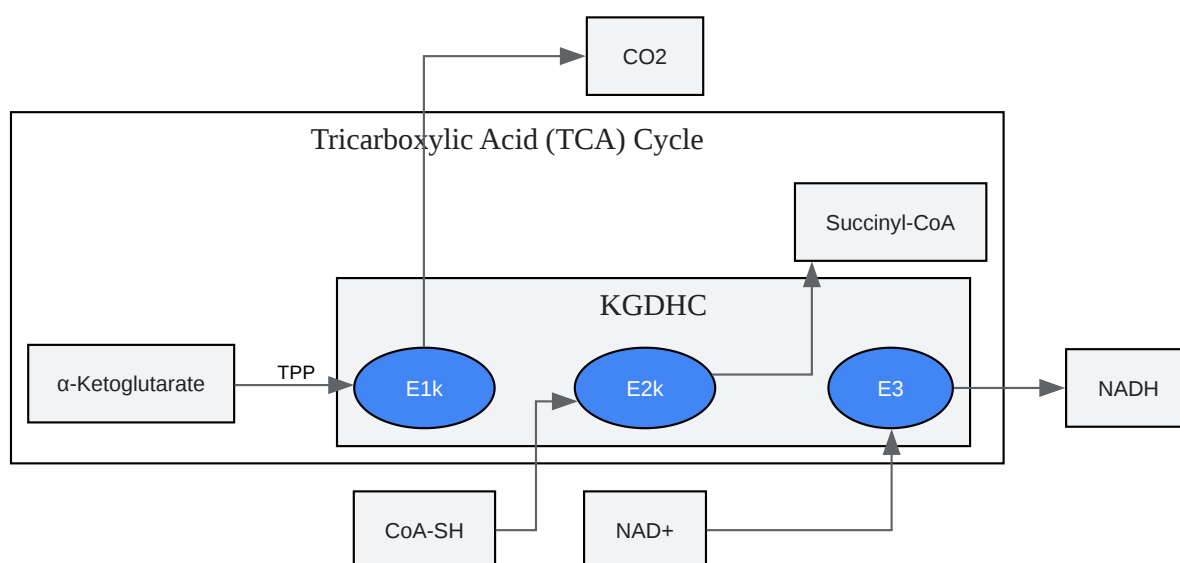 CO2
Tricarboxylic Acid (TCA) Cycle
Succinyl-CoA
KGDHC
α-Ketoglutarate
TPP
E1k
E2k
E3
NADH
CoA-SH
NAD+